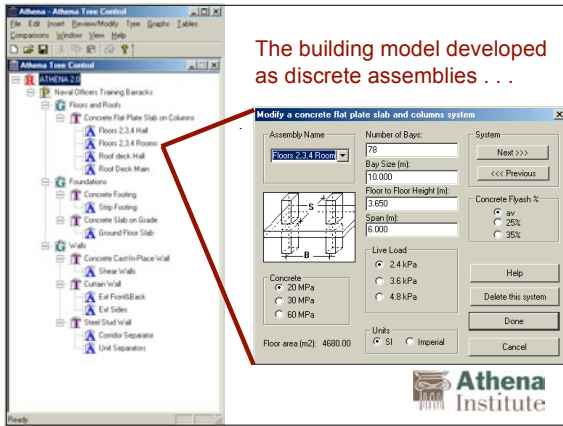 Athena - Athena Tree Control
File Edit Insert Review/Modify Tree Graphs Tables
Comparisons Window View Help
Athena Tree Control
ATHENA 2.0
Naval Officers Training Barracks
Floors and Roofs
Concrete Flat Plate Slab on Columns
Floors 2,3,4 Hall
Floors 2,3,4 Rooms
Roof deck Hall
Roof Deck Main
Foundations
Concrete Footing
Strip Footing
Concrete Slab on Grade
Ground Floor Slab
Walls
Concrete Cast-In-Place Wall
Shear Walls
Curtain Wall
Ext Front&Back
Ext Sides
Steel Stud Wall
Corridor Separator
Unit Separators
Ready
The building model developed
as discrete assemblies . . .
Modify a concrete flat plate slab and columns system
Assembly Name
Floors 2,3,4 Room
S
B
Concrete
20 MPa
30 MPa
60 MPa
Floor area (m2): 4680.00
Number of Bays:
78
Bay Size (m):
10.000
Floor to Floor Height (m):
3.650
Span (m):
6.000
Live Load
2.4 kPa
3.6 kPa
4.8 kPa
Units
SI Imperial
System
Next >>>
<<< Previous
Concrete Flyash %
av
25%
35%
Help
Delete this system
Done
Cancel
Athena
Institute